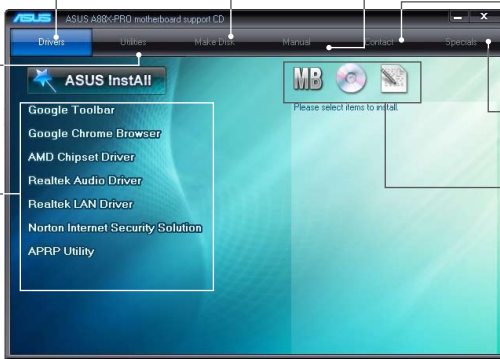 ASUS ASUS A88X-PRO motherboard support CD
Drivers Utilities Make Disk Manual Contact Specials
ASUS InstAll
MB
Please select items to install.
Google Toolbar
Google Chrome Browser
AMD Chipset Driver
Realtek Audio Driver
Realtek LAN Driver
Norton Internet Security Solution
APRP Utility